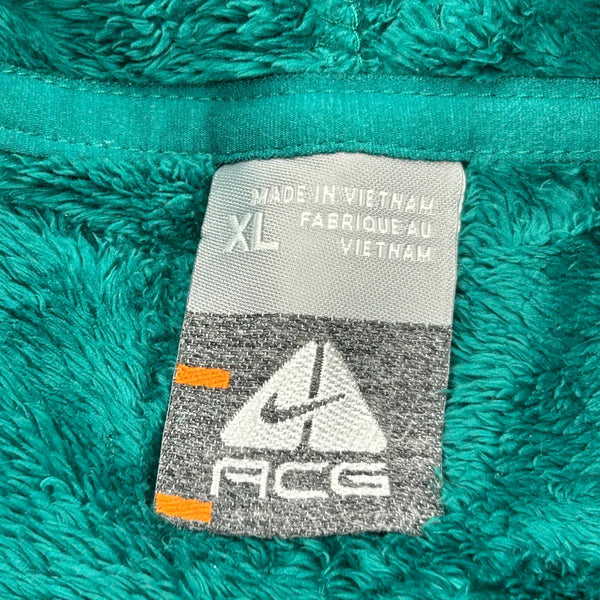 XL
MADE IN VIETNAM
FABRIQUE AU
VIETNAM
ACG